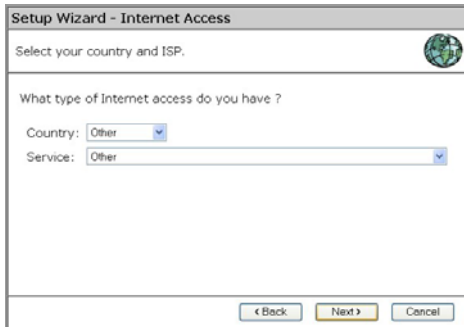 Setup Wizard - Internet Access
Select your country and ISP.
What type of Internet access do you have ?
Country: Other
Service: Other
< Back Next > Cancel